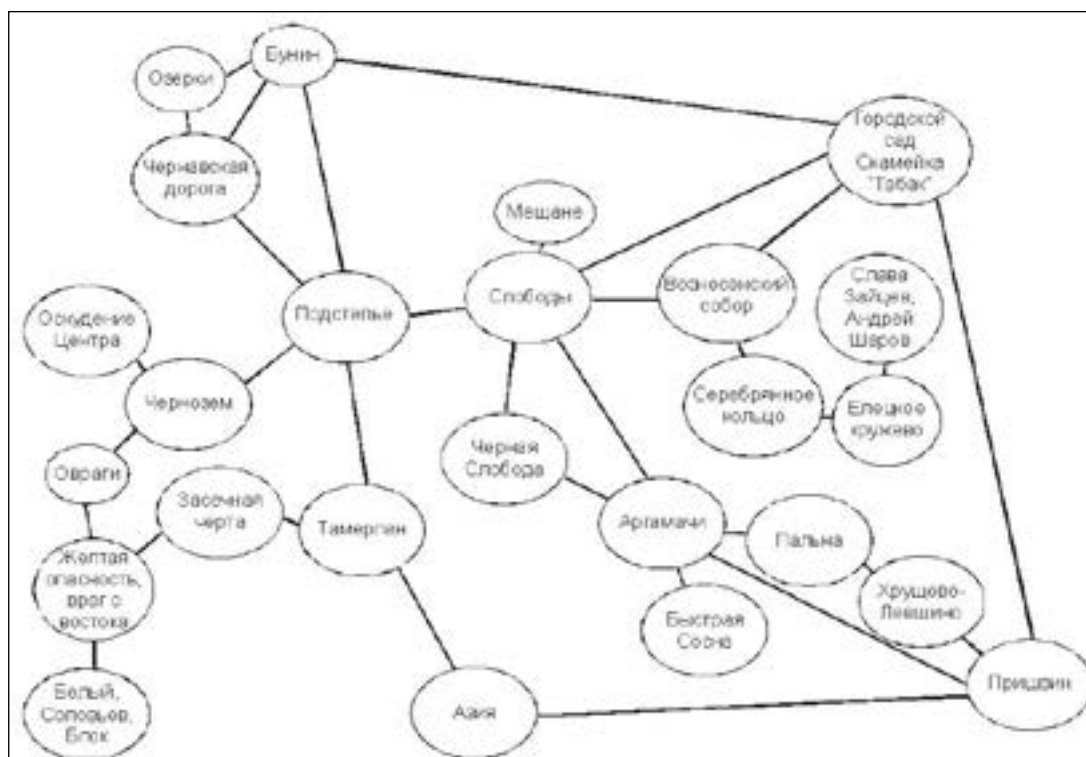 Бунин
Озерки
Городской
сад
Скамейка
"Табак"
Чернавская
дорога
Мещане
Вознесенский
собор
Слава
Зайцев,
Андрей
Шаров
Слободы
Подстепье
Оскудение
Центра
Чернозем
Серебрянное
кольцо
Елецкое
кружево
Черная
Слобода
Овраги
Засечная
черта
Тамерлан
Аргамачи
Пальна
Желтая
опасность,
враг с
востока
Хрущево-
Левшино
Быстрая
Сосна
Пришвин
Белый,
Соловьев,
Блок
Азия